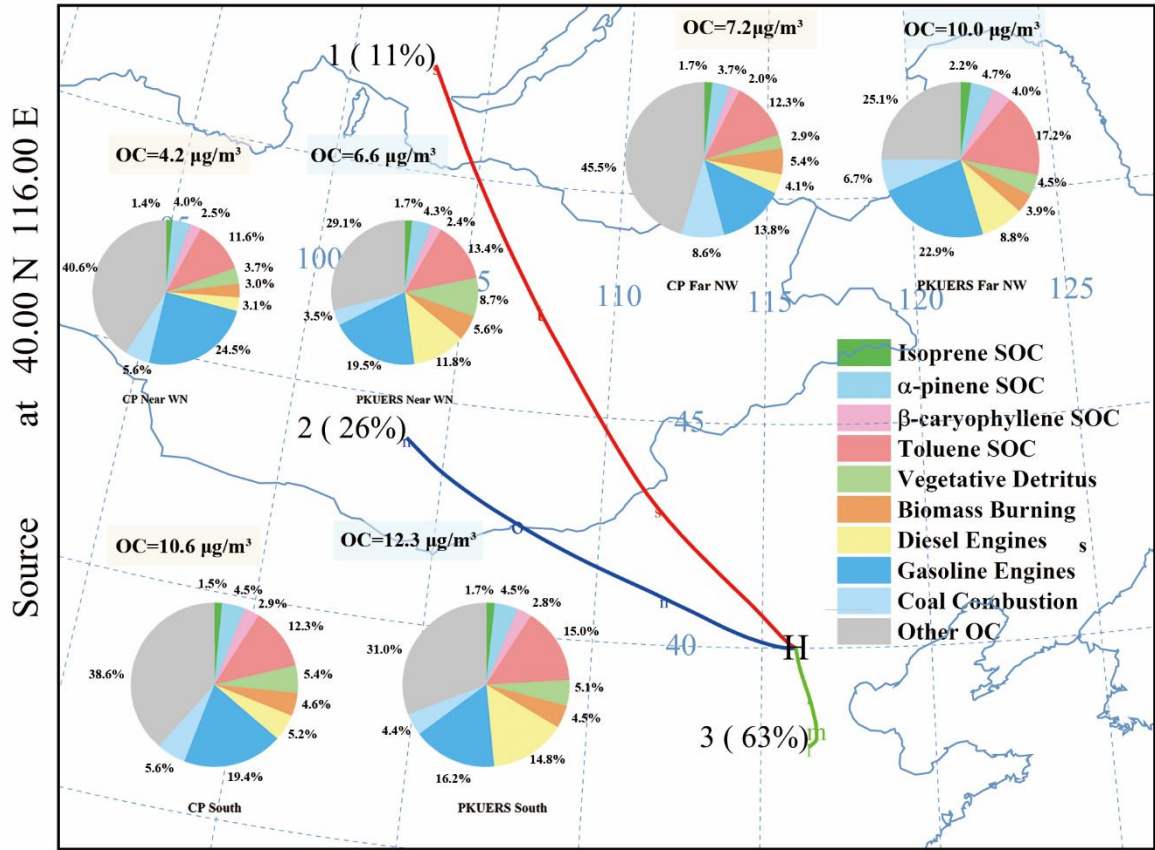 Source at 40.00 N 116.00 E
1 ( 11%)
OC=7.2μg/m³
OC=10.0 μg/m³
1.7%
3.7%
2.0%
12.3%
2.9%
5.4%
4.1%
13.8%
8.6%
45.5%
CP Far NW
2.2%
4.7%
4.0%
17.2%
4.5%
3.9%
8.8%
22.9%
6.7%
25.1%
PKUERS Far NW
OC=4.2 μg/m³
OC=6.6 μg/m³
1.4%
4.0%
2.5%
11.6%
3.7%
3.0%
3.1%
24.5%
5.6%
40.6%
CP Near WN
1.7%
4.3%
2.4%
13.4%
8.7%
5.6%
11.8%
19.5%
3.5%
29.1%
PKUERS Near WN
100
110
115
120
125
45
40
2 ( 26%)
H
3 ( 63%)
Isoprene SOC
α-pinene SOC
β-caryophyllene SOC
Toluene SOC
Vegetative Detritus
Biomass Burning
Diesel Engines
s
Gasoline Engines
Coal Combustion
Other OC
OC=10.6 μg/m³
OC=12.3 μg/m³
1.5%
4.5%
2.9%
12.3%
5.4%
4.6%
5.2%
19.4%
5.6%
38.6%
CP South
1.7%
4.5%
2.8%
15.0%
5.1%
4.5%
14.8%
16.2%
4.4%
31.0%
PKUERS South